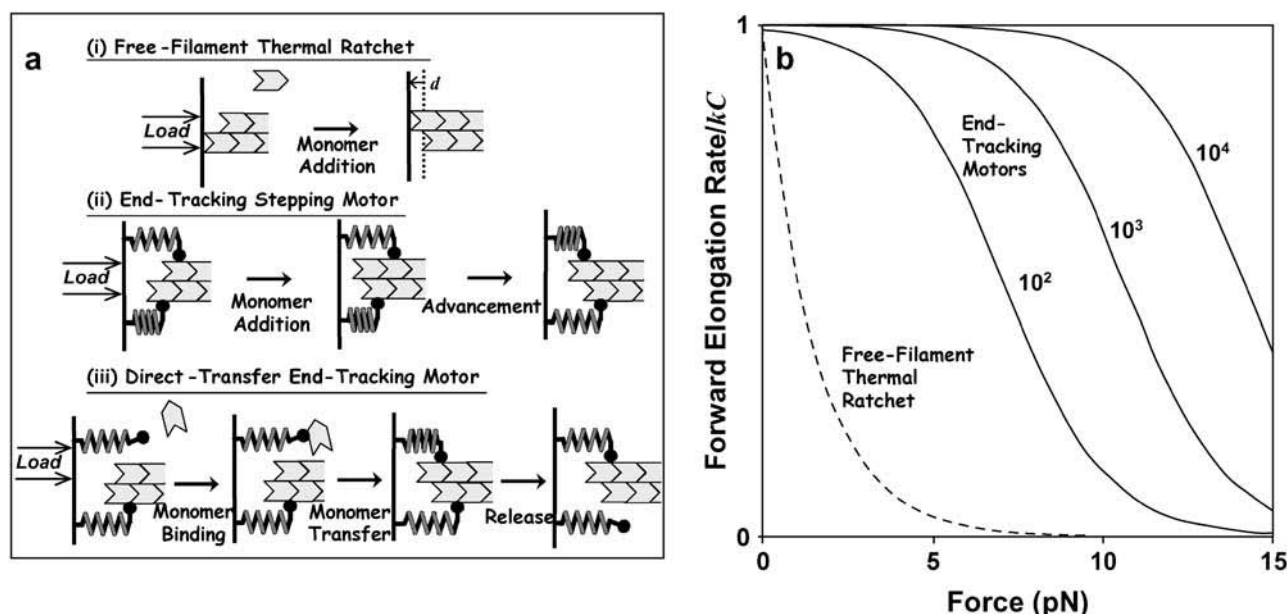 a
(i) Free-Filament Thermal Ratchet
d
Load
Monomer
Addition
(ii) End-Tracking Stepping Motor
Load
Monomer
Addition
Advancement
(iii) Direct-Transfer End-Tracking Motor
Load
Monomer
Binding
Monomer
Transfer
Release
b
Forward Elongation Rate/kC
1
0
End-
Tracking
Motors
10⁴
10³
10²
Free-Filament
Thermal
Ratchet
0 5 10 15
Force (pN)